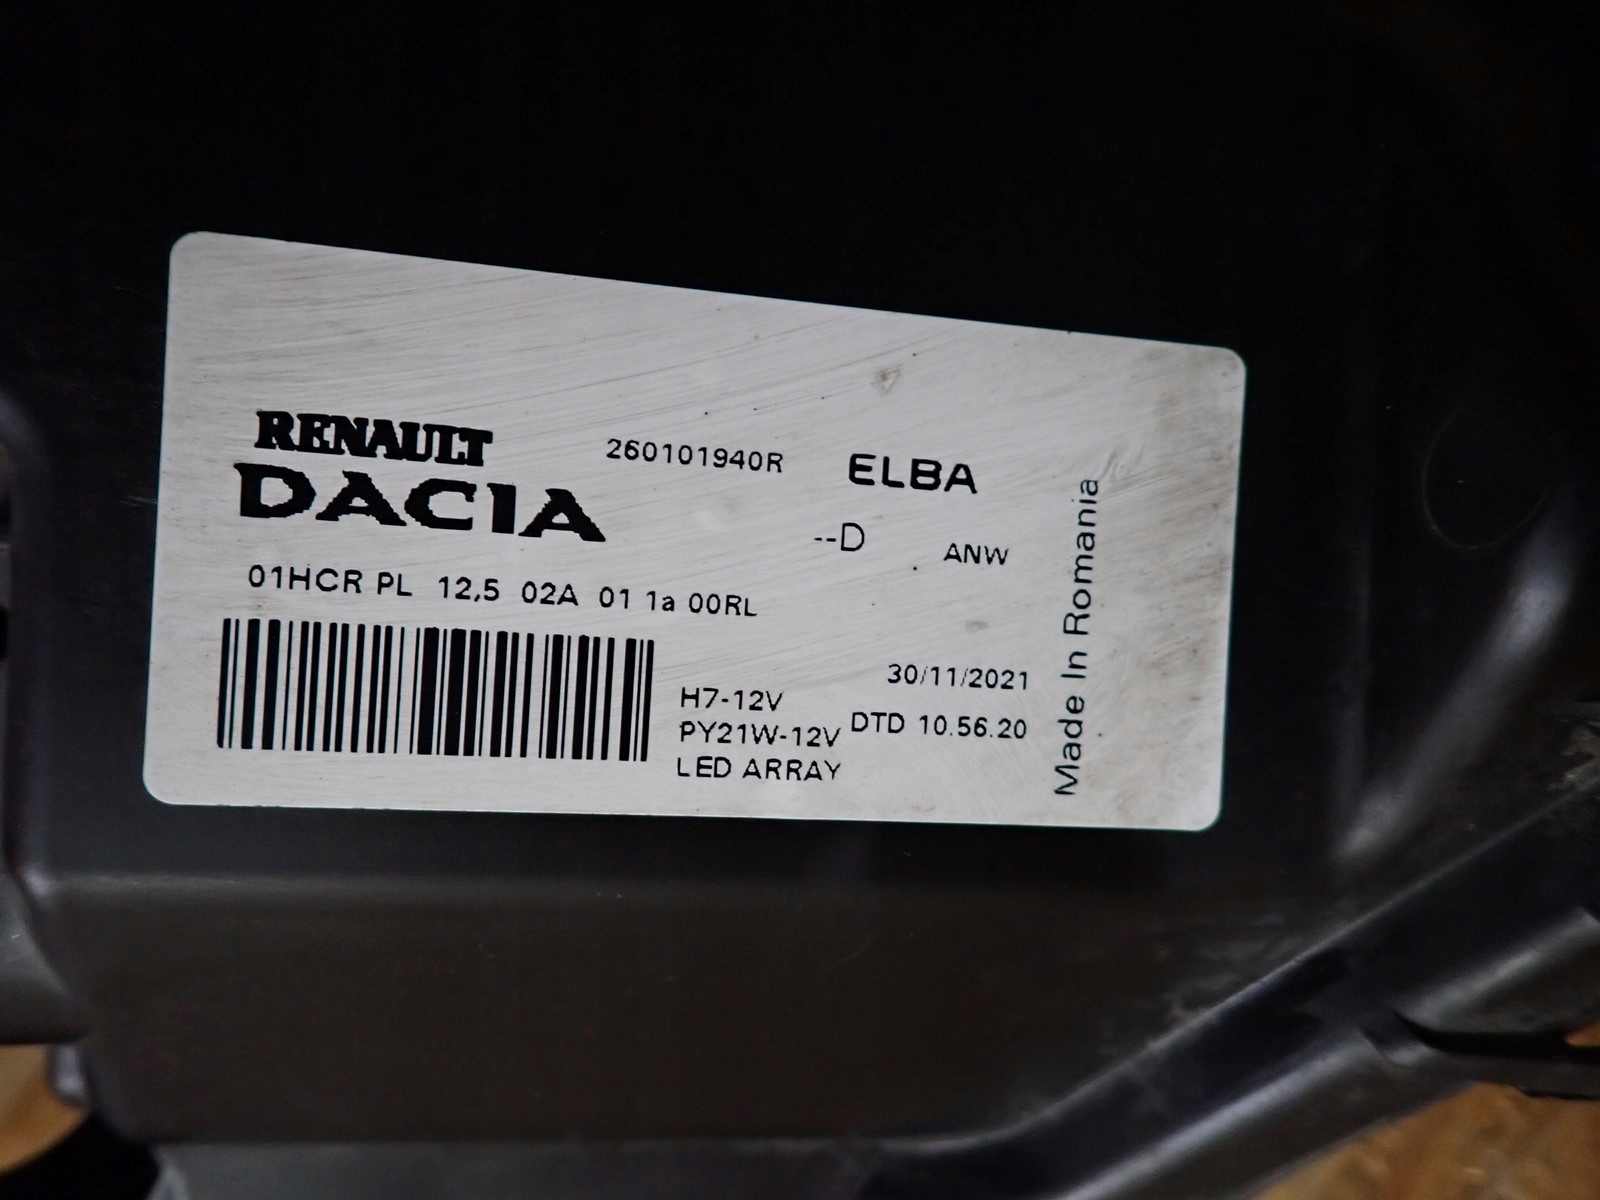 RENAULT
DACIA
260101940R
ELBA
--D
ANW
01HCR PL 12,5 02A 01 1a 00RL
H7-12V
PY21W-12V
LED ARRAY
30/11/2021
DTD 10.56.20
Made In Romania